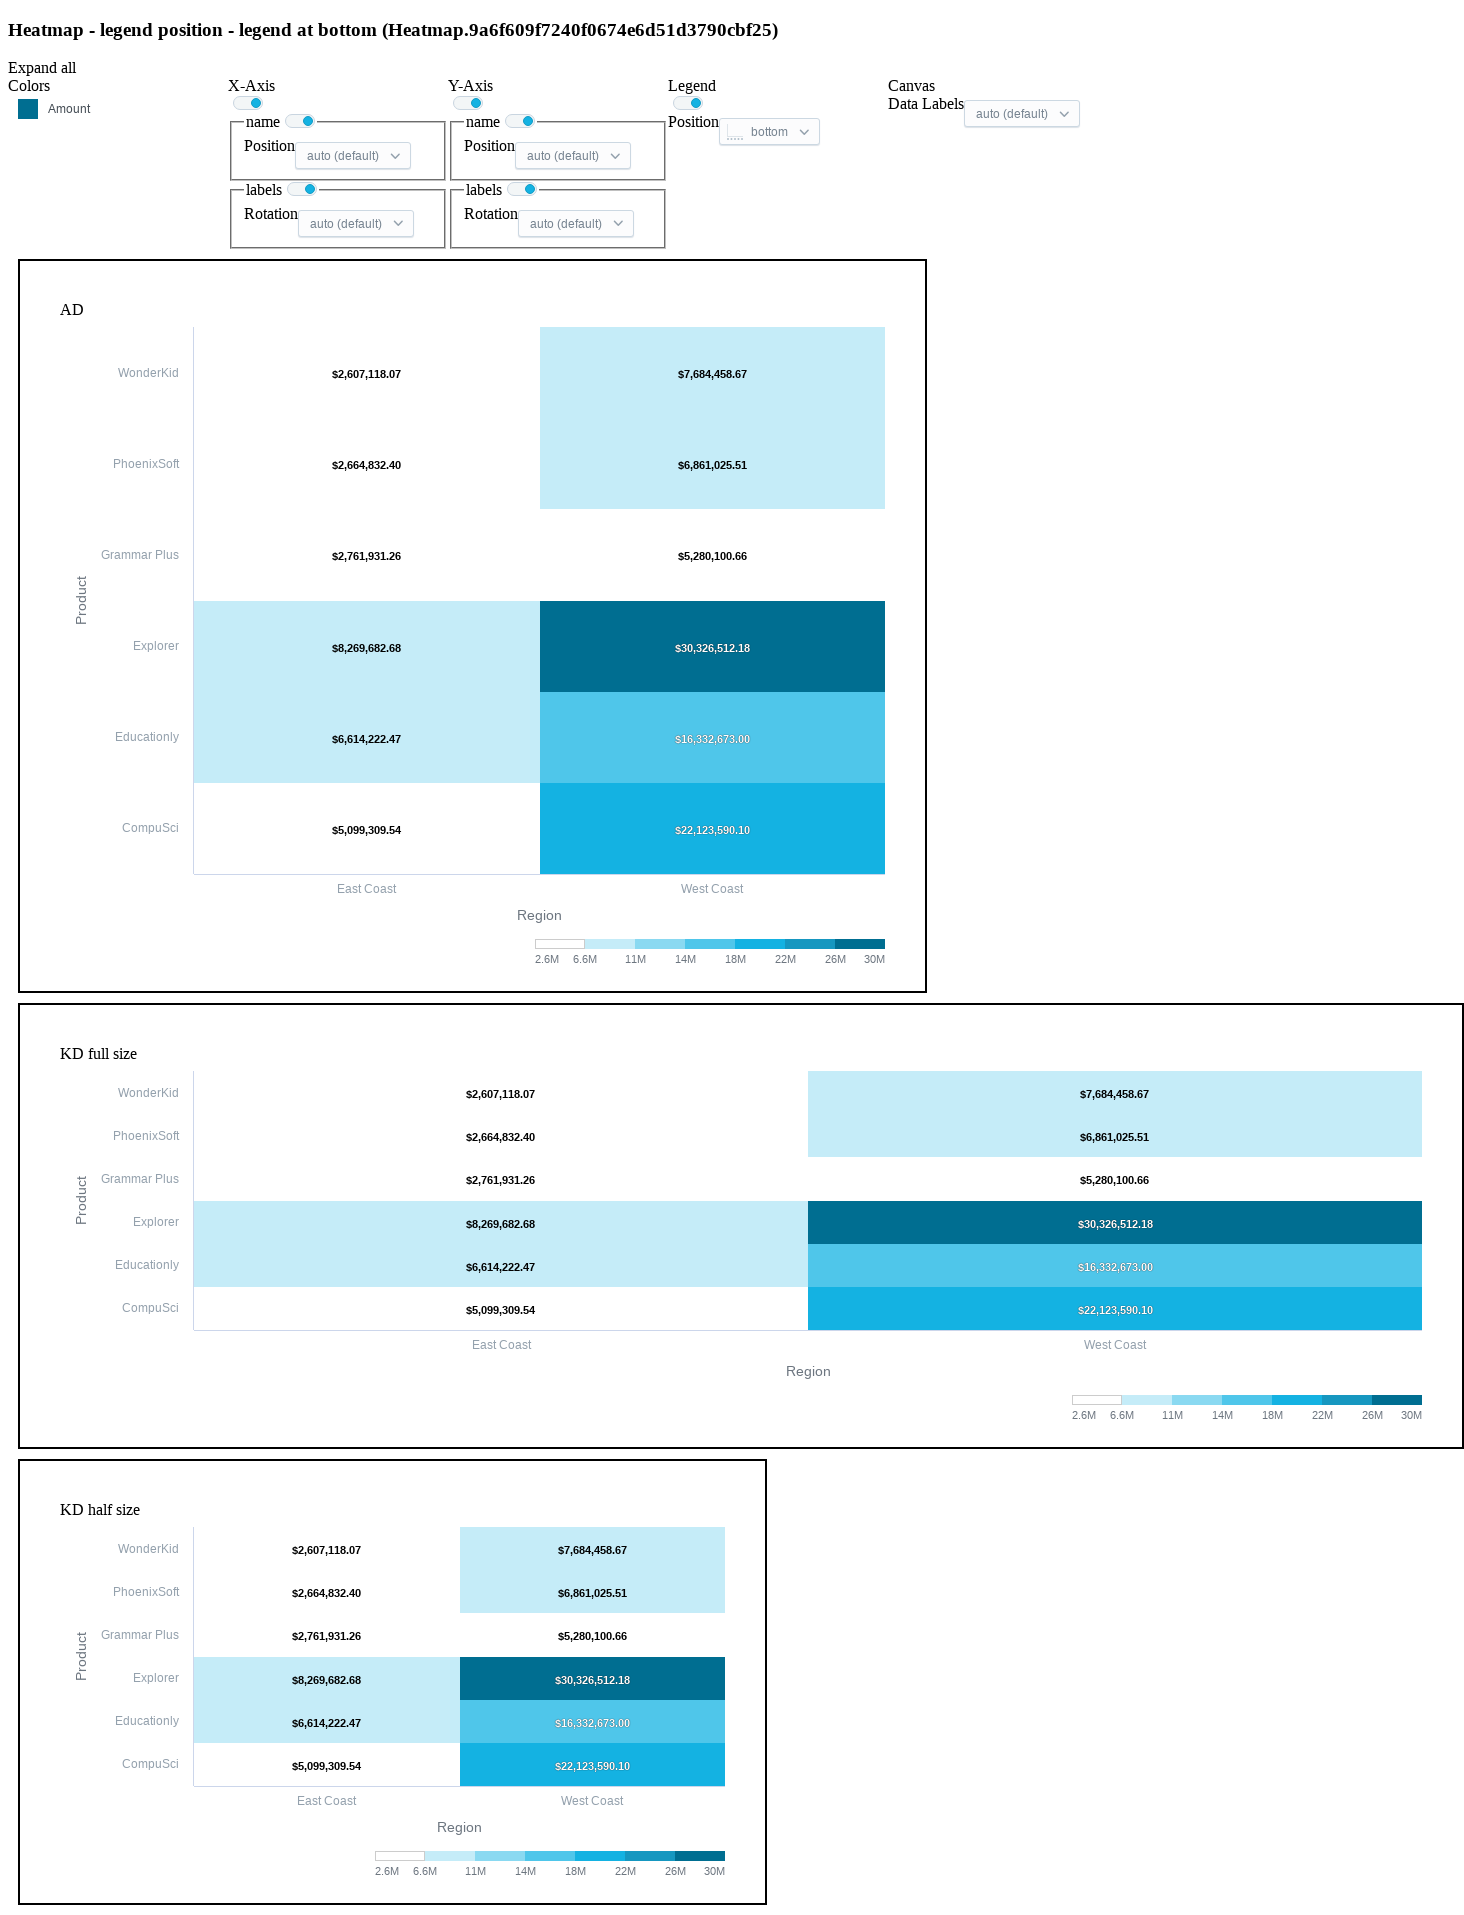 Heatmap - legend position - legend at bottom (Heatmap.9a6f609f7240f0674e6d51d3790cbf25)
Expand all
Colors
Amount
X-Axis
name
Position auto (default)
labels
Rotation auto (default)
Y-Axis
name
Position auto (default)
labels
Rotation auto (default)
Legend
Position bottom
Canvas
Data Labels auto (default)
AD
WonderKid $2,607,118.07 $7,684,458.67
PhoenixSoft $2,664,832.40 $6,861,025.51
Grammar Plus $2,761,931.26 $5,280,100.66
Product
Explorer $8,269,682.68 $30,326,512.18
Educationly $6,614,222.47 $16,332,673.00
CompuSci $5,099,309.54 $22,123,590.10
East Coast West Coast
Region
2.6M 6.6M 11M 14M 18M 22M 26M 30M
KD full size
WonderKid $2,607,118.07 $7,684,458.67
PhoenixSoft $2,664,832.40 $6,861,025.51
Grammar Plus $2,761,931.26 $5,280,100.66
Product
Explorer $8,269,682.68 $30,326,512.18
Educationly $6,614,222.47 $16,332,673.00
CompuSci $5,099,309.54 $22,123,590.10
East Coast West Coast
Region
2.6M 6.6M 11M 14M 18M 22M 26M 30M
KD half size
WonderKid $2,607,118.07 $7,684,458.67
PhoenixSoft $2,664,832.40 $6,861,025.51
Grammar Plus $2,761,931.26 $5,280,100.66
Product
Explorer $8,269,682.68 $30,326,512.18
Educationly $6,614,222.47 $16,332,673.00
CompuSci $5,099,309.54 $22,123,590.10
East Coast West Coast
Region
2.6M 6.6M 11M 14M 18M 22M 26M 30M